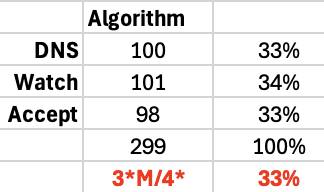 Algorithm
DNS 100 33%
Watch 101 34%
Accept 98 33%
299 100%
3*M/4* 33%